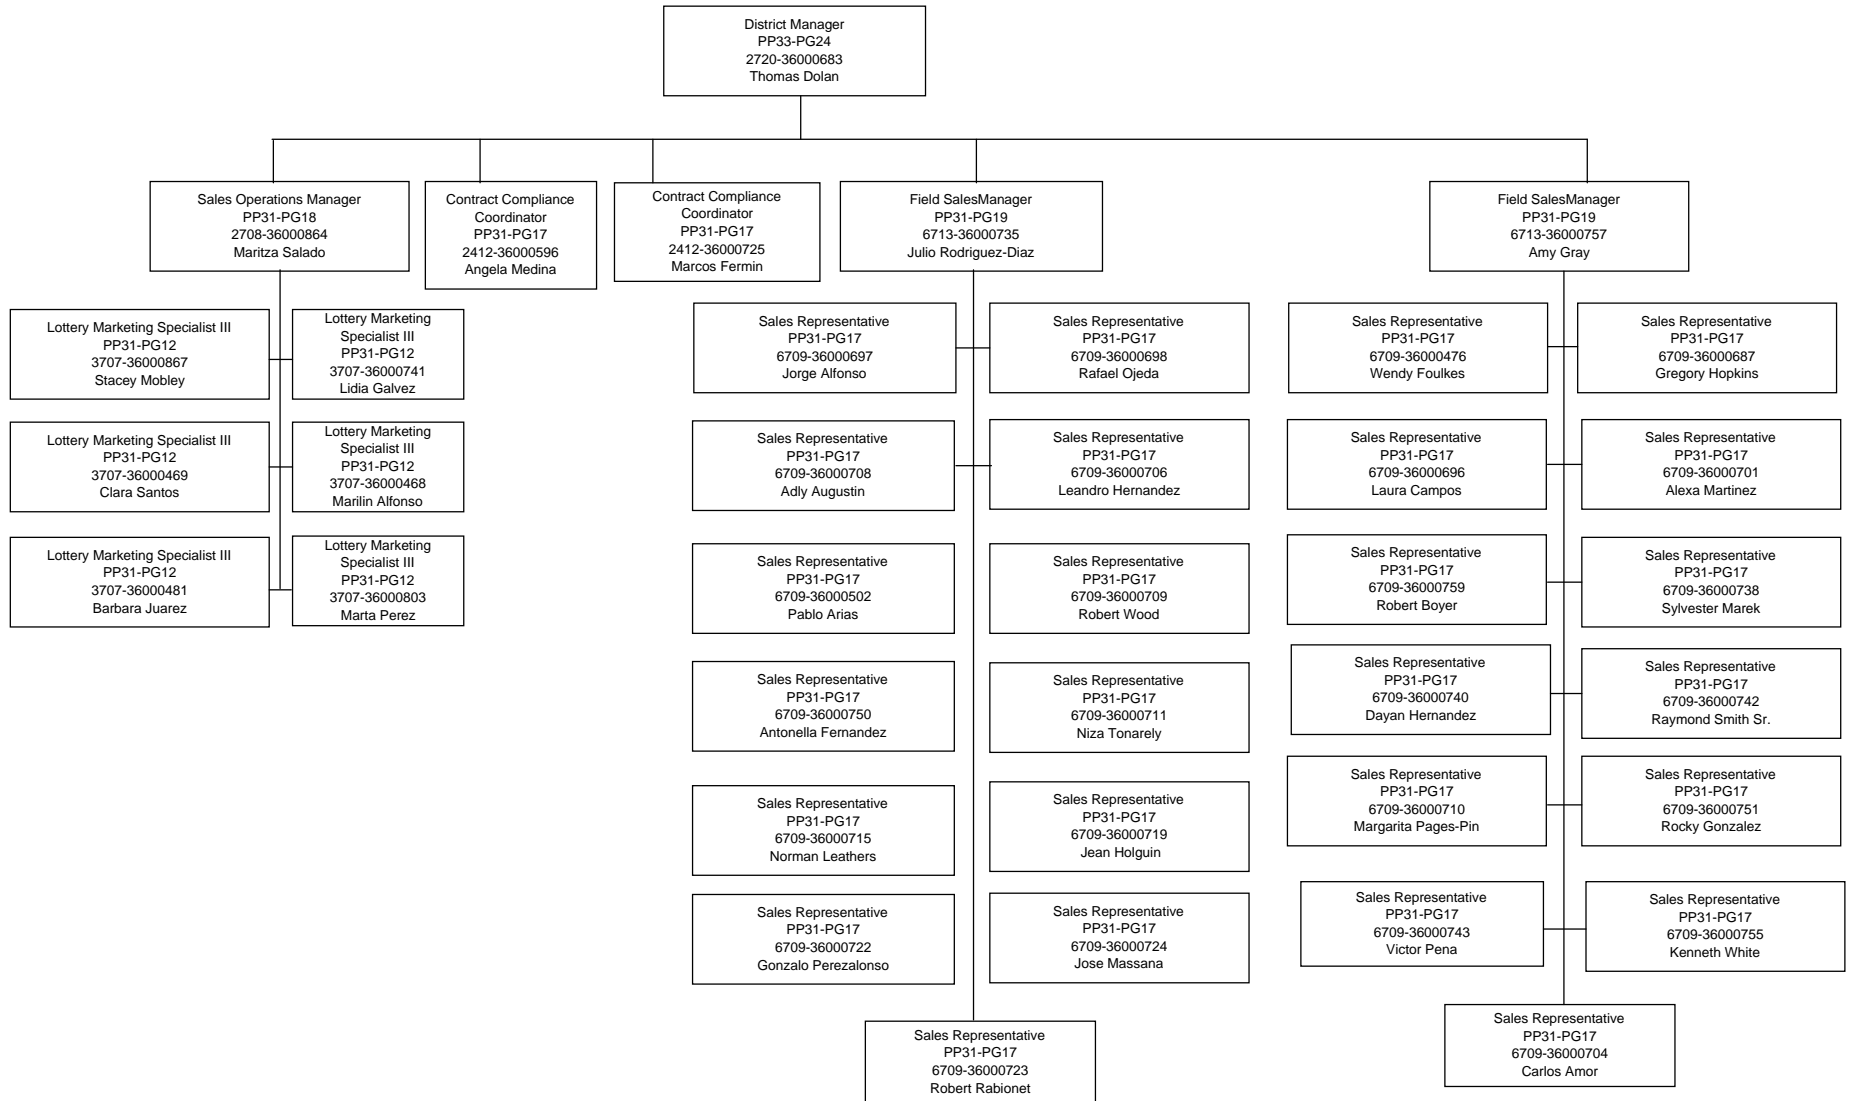 District Manager
PP33-PG24
2720-36000683
Thomas Dolan
Sales Operations Manager
PP31-PG18
2708-36000864
Maritza Salado
Contract Compliance
Coordinator
PP31-PG17
2412-36000596
Angela Medina
Contract Compliance
Coordinator
PP31-PG17
2412-36000725
Marcos Fermin
Field SalesManager
PP31-PG19
6713-36000735
Julio Rodriguez-Diaz
Field SalesManager
PP31-PG19
6713-36000757
Amy Gray
Lottery Marketing Specialist III
PP31-PG12
3707-36000867
Stacey Mobley
Lottery Marketing
Specialist III
PP31-PG12
3707-36000741
Lidia Galvez
Lottery Marketing Specialist III
PP31-PG12
3707-36000469
Clara Santos
Lottery Marketing
Specialist III
PP31-PG12
3707-36000468
Marilin Alfonso
Lottery Marketing Specialist III
PP31-PG12
3707-36000481
Barbara Juarez
Lottery Marketing
Specialist III
PP31-PG12
3707-36000803
Marta Perez
Sales Representative
PP31-PG17
6709-36000697
Jorge Alfonso
Sales Representative
PP31-PG17
6709-36000698
Rafael Ojeda
Sales Representative
PP31-PG17
6709-36000708
Adly Augustin
Sales Representative
PP31-PG17
6709-36000706
Leandro Hernandez
Sales Representative
PP31-PG17
6709-36000502
Pablo Arias
Sales Representative
PP31-PG17
6709-36000709
Robert Wood
Sales Representative
PP31-PG17
6709-36000750
Antonella Fernandez
Sales Representative
PP31-PG17
6709-36000711
Niza Tonarely
Sales Representative
PP31-PG17
6709-36000715
Norman Leathers
Sales Representative
PP31-PG17
6709-36000719
Jean Holguin
Sales Representative
PP31-PG17
6709-36000722
Gonzalo Perezalonso
Sales Representative
PP31-PG17
6709-36000724
Jose Massana
Sales Representative
PP31-PG17
6709-36000723
Robert Rabionet
Sales Representative
PP31-PG17
6709-36000476
Wendy Foulkes
Sales Representative
PP31-PG17
6709-36000687
Gregory Hopkins
Sales Representative
PP31-PG17
6709-36000696
Laura Campos
Sales Representative
PP31-PG17
6709-36000701
Alexa Martinez
Sales Representative
PP31-PG17
6709-36000759
Robert Boyer
Sales Representative
PP31-PG17
6709-36000738
Sylvester Marek
Sales Representative
PP31-PG17
6709-36000740
Dayan Hernandez
Sales Representative
PP31-PG17
6709-36000742
Raymond Smith Sr.
Sales Representative
PP31-PG17
6709-36000710
Margarita Pages-Pin
Sales Representative
PP31-PG17
6709-36000751
Rocky Gonzalez
Sales Representative
PP31-PG17
6709-36000743
Victor Pena
Sales Representative
PP31-PG17
6709-36000755
Kenneth White
Sales Representative
PP31-PG17
6709-36000704
Carlos Amor